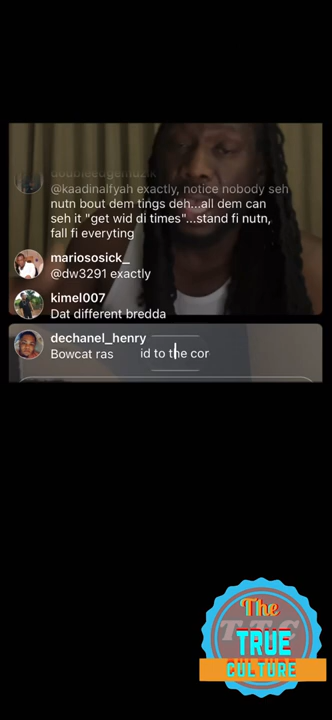 doubleedgemuzik
@kaadinalfyah exactly, notice nobody seh
nutn bout dem tings deh...all dem can
seh it "get wid di times"...stand fi nutn,
fall fi everyting
mariososick_
@dw3291 exactly
kimel007
Dat different bredda
dechanel_henry
Bowcat ras id to the cor
The
T.T.C
TRUE
CULTURE